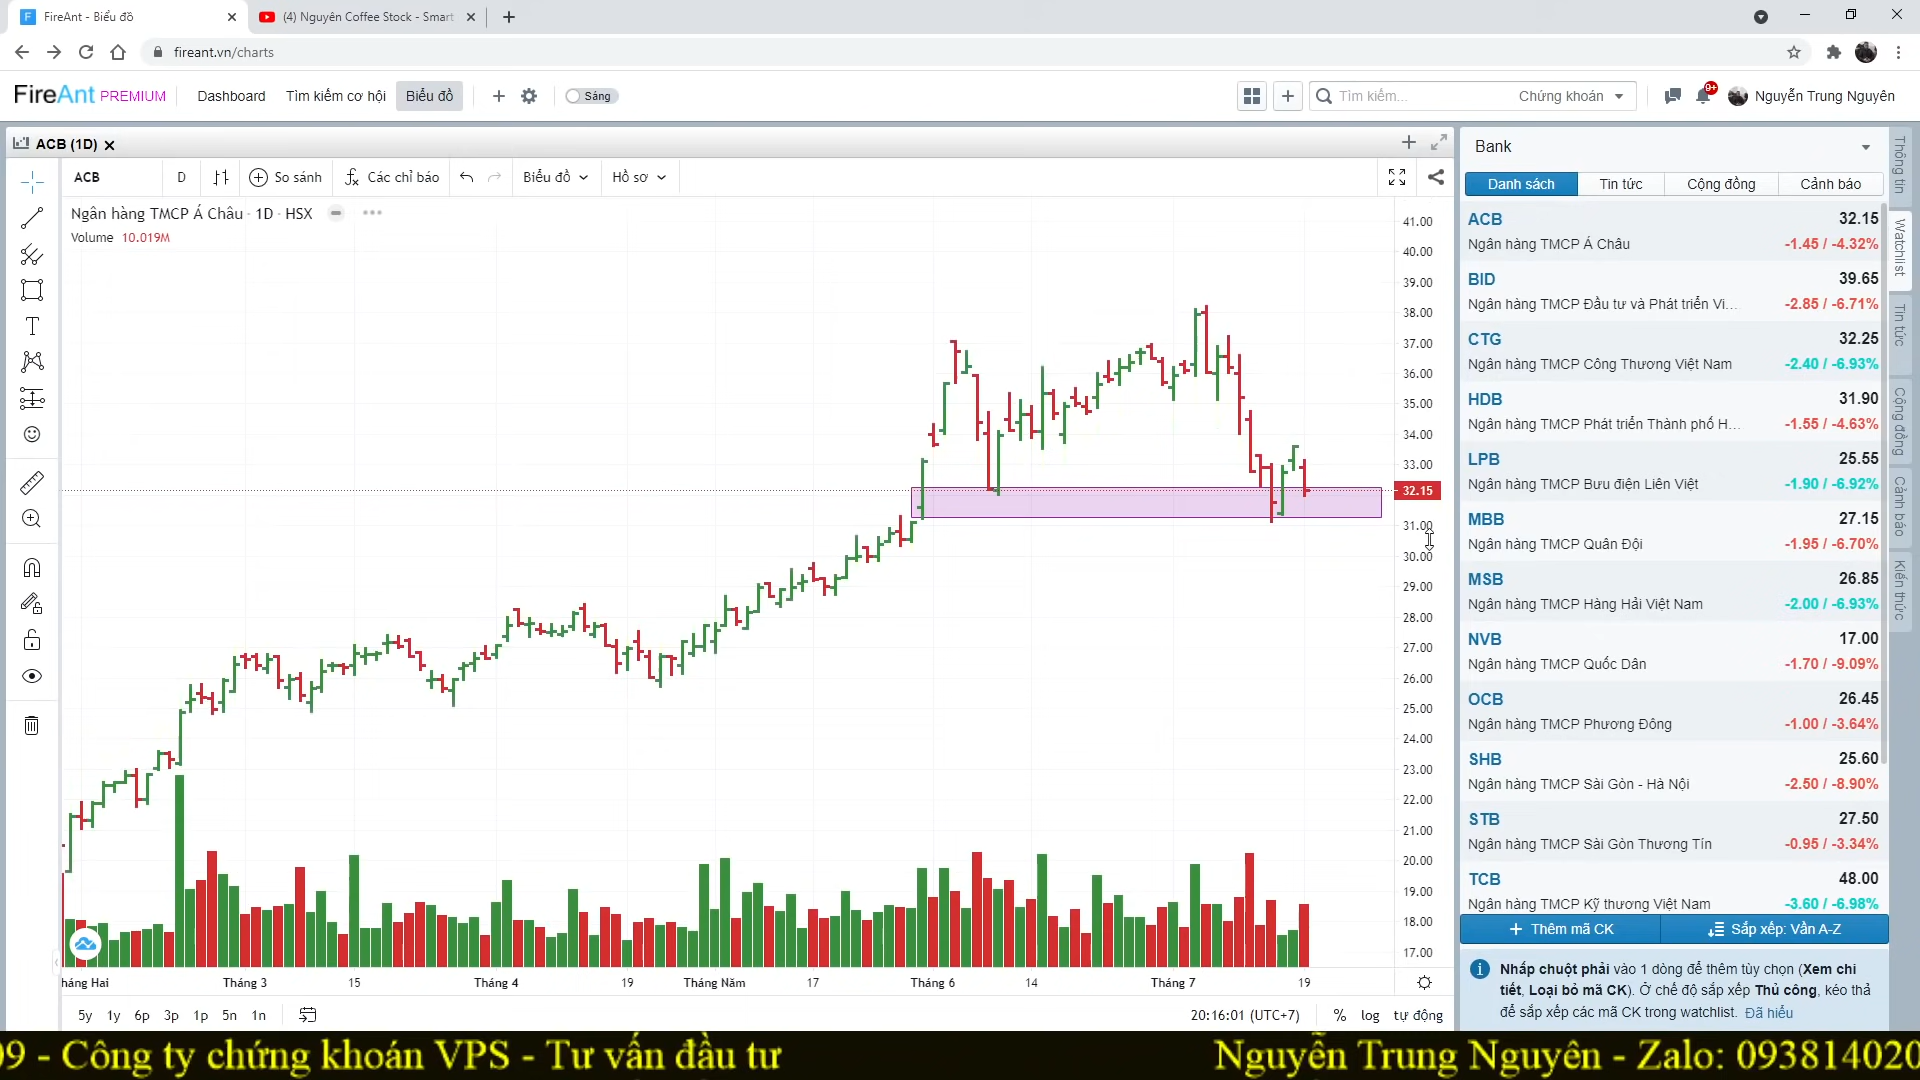 FireAnt - Biểu đồ
(4) Nguyên Coffee Stock - Smart
fireant.vn/charts
FireAnt PREMIUM
Dashboard
Tìm kiếm cơ hội
Biểu đồ
Sáng
Tìm kiếm...
Chứng khoán
9+
Nguyễn Trung Nguyên
ACB (1D)
ACB
D
So sánh
Các chỉ báo
Biểu đồ
Hồ sơ
Ngân hàng TMCP Á Châu · 1D · HSX
Volume 10.019M
41.00
40.00
39.00
38.00
37.00
36.00
35.00
34.00
33.00
32.15
31.00
30.00
29.00
28.00
27.00
26.00
25.00
24.00
23.00
22.00
21.00
20.00
19.00
18.00
17.00
háng Hai
Tháng 3
15
Tháng 4
19
Tháng Năm
17
Tháng 6
14
Tháng 7
19
5y 1y 6p 3p 1p 5n 1n
20:16:01 (UTC+7)
% log tự động
Bank
Danh sách
Tin tức
Cộng đồng
Cảnh báo
ACB 32.15
Ngân hàng TMCP Á Châu -1.45 / -4.32%
BID 39.65
Ngân hàng TMCP Đầu tư và Phát triển Vi... -2.85 / -6.71%
CTG 32.25
Ngân hàng TMCP Công Thương Việt Nam -2.40 / -6.93%
HDB 31.90
Ngân hàng TMCP Phát triển Thành phố H... -1.55 / -4.63%
LPB 25.55
Ngân hàng TMCP Bưu điện Liên Việt -1.90 / -6.92%
MBB 27.15
Ngân hàng TMCP Quân Đội -1.95 / -6.70%
MSB 26.85
Ngân hàng TMCP Hàng Hải Việt Nam -2.00 / -6.93%
NVB 17.00
Ngân hàng TMCP Quốc Dân -1.70 / -9.09%
OCB 26.45
Ngân hàng TMCP Phương Đông -1.00 / -3.64%
SHB 25.60
Ngân hàng TMCP Sài Gòn - Hà Nội -2.50 / -8.90%
STB 27.50
Ngân hàng TMCP Sài Gòn Thương Tín -0.95 / -3.34%
TCB 48.00
Ngân hàng TMCP Kỹ thương Việt Nam -3.60 / -6.98%
Thêm mã CK
Sắp xếp: Vần A-Z
Nhấp chuột phải vào 1 dòng để thêm tùy chọn (Xem chi
tiết, Loại bỏ mã CK). Ở chế độ sắp xếp Thủ công, kéo thả
để sắp xếp các mã CK trong watchlist. Đã hiểu
Thông tin
Watchlist
Tin tức
Cộng đồng
Cảnh báo
Kiến thức
09 - Công ty chứng khoán VPS - Tư vấn đầu tư
Nguyễn Trung Nguyên - Zalo: 093814020